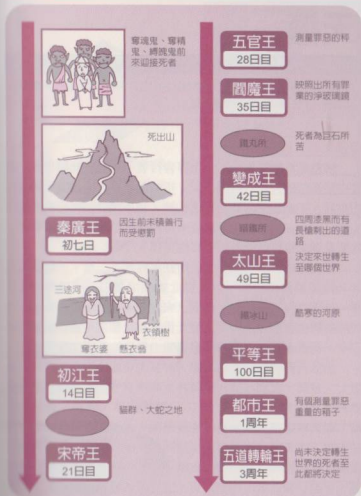 奪魂鬼、奪精
鬼、縛魄鬼前
來迎接死者
死出山
秦廣王
初七日
因生前未積善行
而受懲罰
三途河
衣領樹
奪衣婆 懸衣翁
初江王
14日目
貓群、大蛇之地
宋帝王
21日目
五官王
28日目
測量罪惡的秤
閻魔王
35日目
映照出所有罪
業的淨玻璃鏡
鐵丸所
死者為巨石所
苦
變成王
42日目
四周漆黑而有
長槍刺出的道
路
太山王
49日目
決定來世轉生
至哪個世界
酷寒的河原
平等王
100日目
都市王
1周年
有個測量罪惡
重量的箱子
五道轉輪王
3周年
尚未決定轉生
世界的死者至
此都將決定